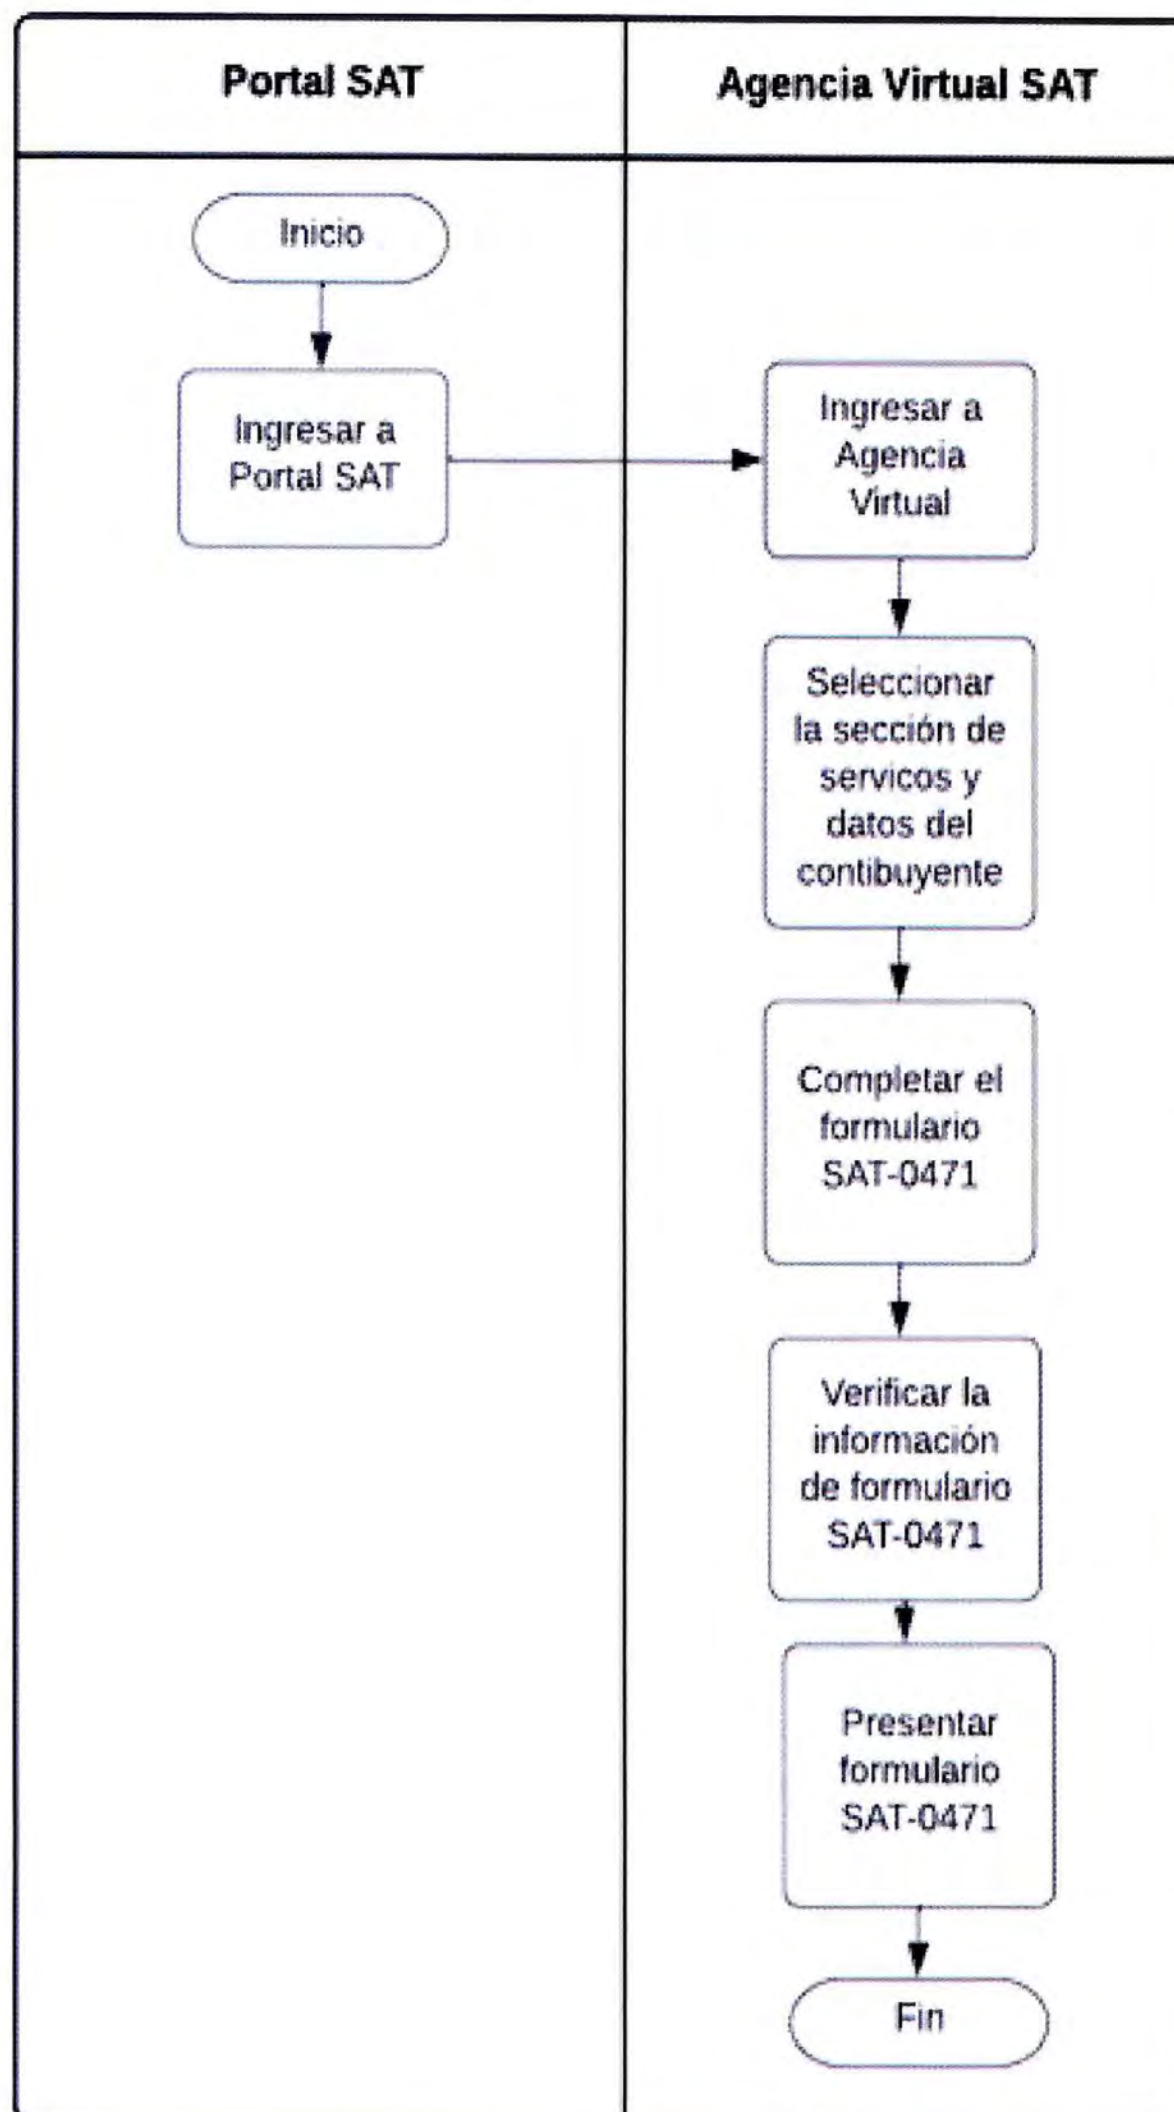 Portal SAT
Agencia Virtual SAT
Inicio
Ingresar a
Portal SAT
Ingresar a
Agencia
Virtual
Seleccionar
la sección de
servicos y
datos del
contibuyente
Completar el
formulario
SAT-0471
Verificar la
información
de formulario
SAT-0471
Presentar
formulario
SAT-0471
Fin